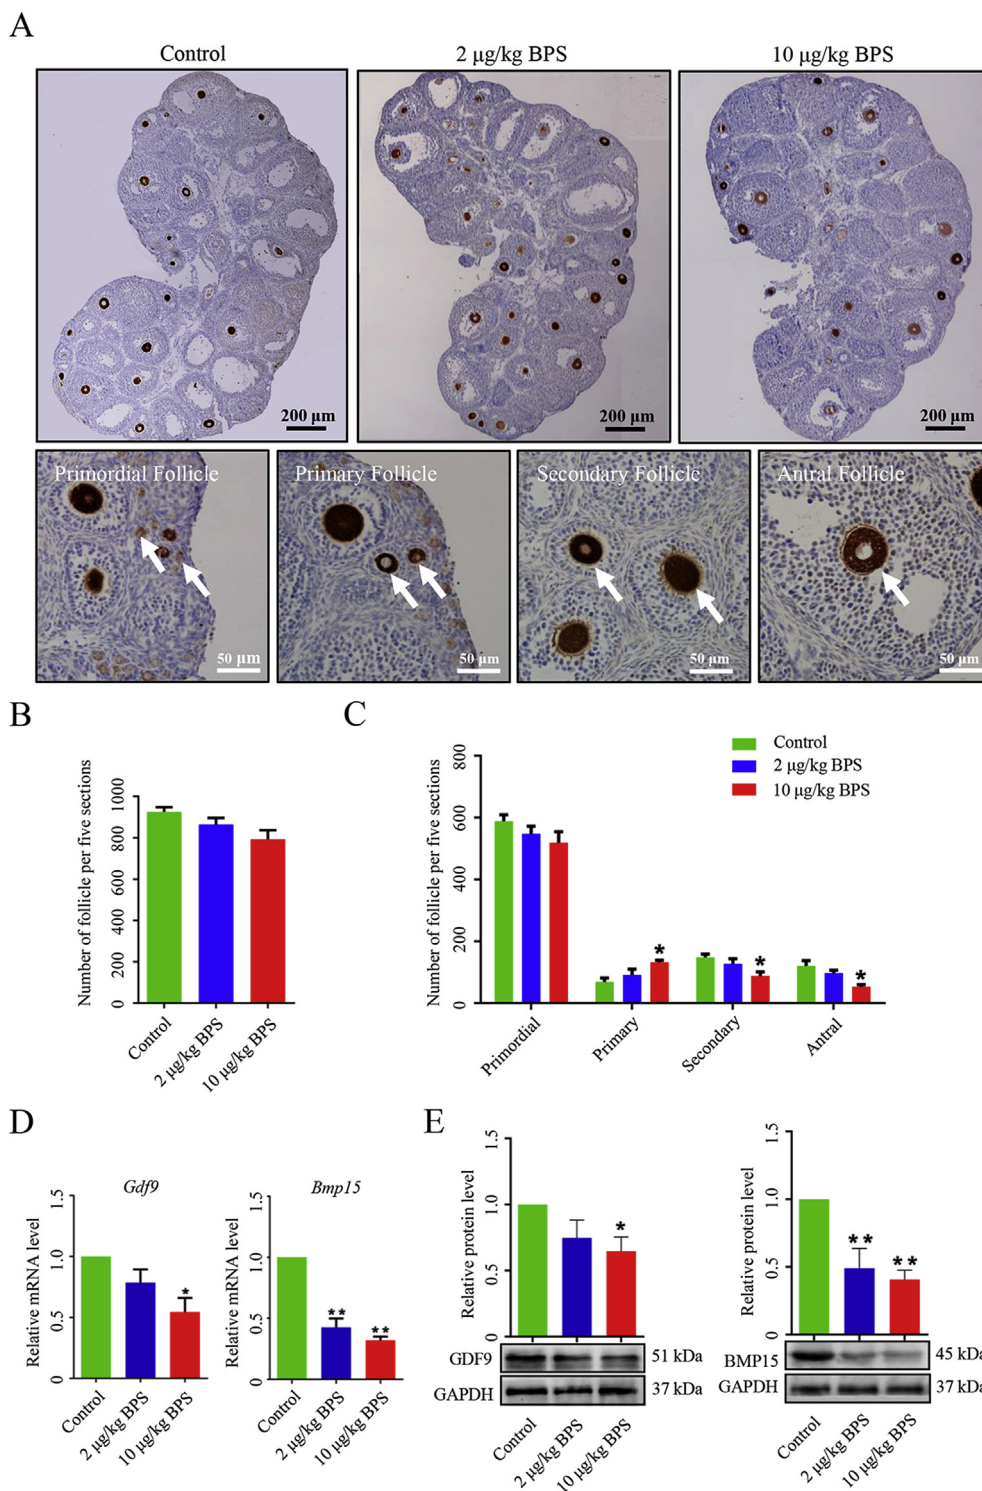 A
Control
2 μg/kg BPS
10 μg/kg BPS
200 μm
200 μm
200 μm
Primordial Follicle
Primary Follicle
Secondary Follicle
Antral Follicle
50 μm
50 μm
50 μm
50 μm
B
Number of follicle per five sections
1000
800
600
400
200
0
Control
2 μg/kg BPS
10 μg/kg BPS
C
Number of follicle per five sections
800
600
400
200
0
Control
2 μg/kg BPS
10 μg/kg BPS
*
*
*
Primordial
Primary
Secondary
Antral
D
Gdf9
Relative mRNA level
1.5
1.0
0.5
0
*
Control
2 μg/kg BPS
10 μg/kg BPS
Bmp15
Relative mRNA level
1.5
1.0
0.5
0
**
**
Control
2 μg/kg BPS
10 μg/kg BPS
E
Relative protein level
1.5
1.0
0.5
0
*
GDF9
51 kDa
GAPDH
37 kDa
Control
2 μg/kg BPS
10 μg/kg BPS
Relative protein level
1.5
1.0
0.5
0
**
**
BMP15
45 kDa
GAPDH
37 kDa
Control
2 μg/kg BPS
10 μg/kg BPS